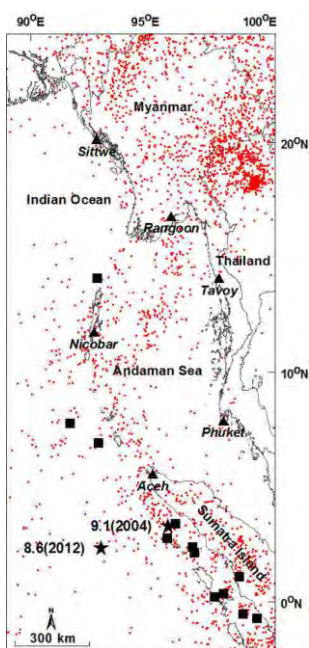 90°E 95°E 100°E
Myanmar
Sittwe
20°N
Indian Ocean
Rangoon
Thailand
Tavoy
Nicobar
Andaman Sea
10°N
Phuket
Aceh
9.1(2004)
8.6(2012)
Sumatra Island
0°N
N
300 km